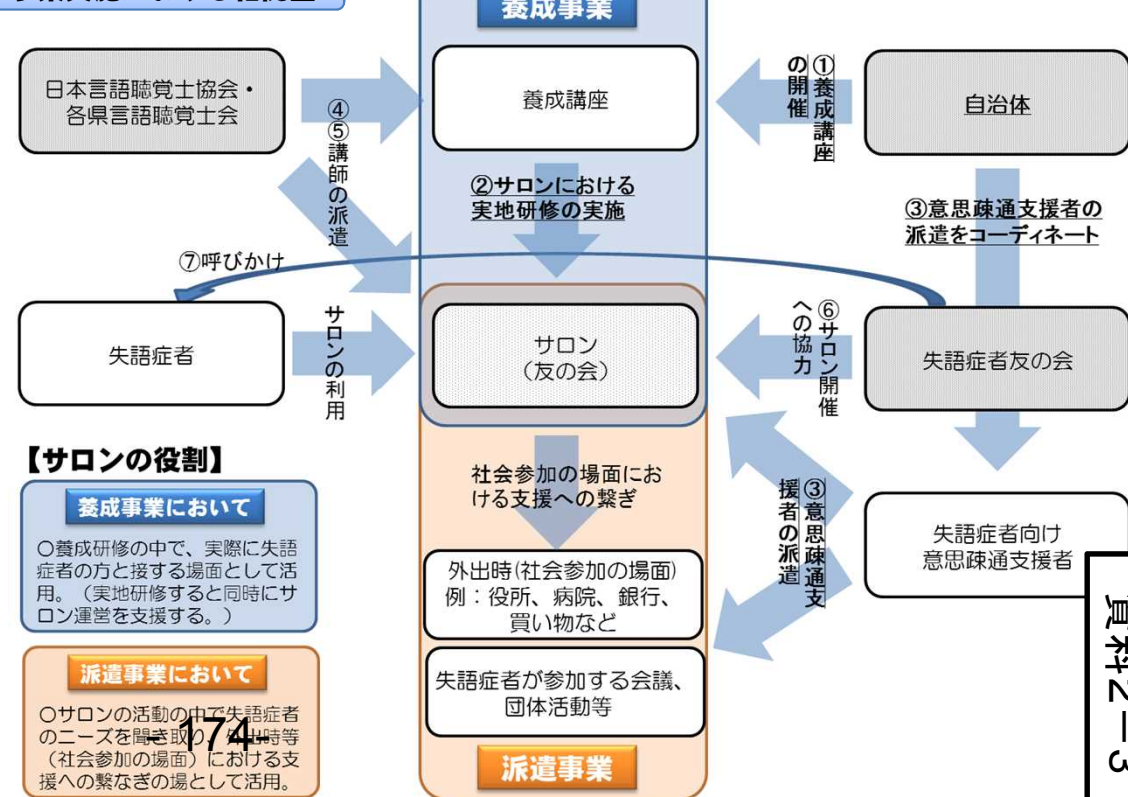 養成事業
日本言語聴覚士協会・
各県言語聴覚士会
④⑤講師の派遣
養成講座
①養成講座
の開催
自治体
②サロンにおける
実地研修の実施
③意思疎通支援者の
派遣をコーディネート
⑦呼びかけ
失語症者
サロンの利用
サロン
(友の会)
⑥サロン開催
への協力
失語症者友の会
社会参加の場面にお
ける支援への繋ぎ
③意思疎通支
援者の派遣
失語症者向け
意思疎通支援者
外出時(社会参加の場面)
例：役所、病院、銀行、
買い物など
失語症者が参加する会議、
団体活動等
派遣事業
【サロンの役割】
養成事業において
○養成研修の中で、実際に失語
症者の方と接する場面として活
用。（実地研修すると同時にサ
ロン運営を支援する。）
派遣事業において
○サロンの活動の中で失語症者
のニーズを聞き取り、外出時等
（社会参加の場面）における支
援への繋なぎの場として活用。
- 174-
資料2－3